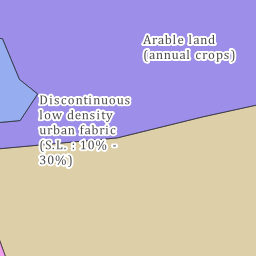 Arable land
(annual crops)
Discontinuous
low density
urban fabric
(S.L. : 10% -
30%)